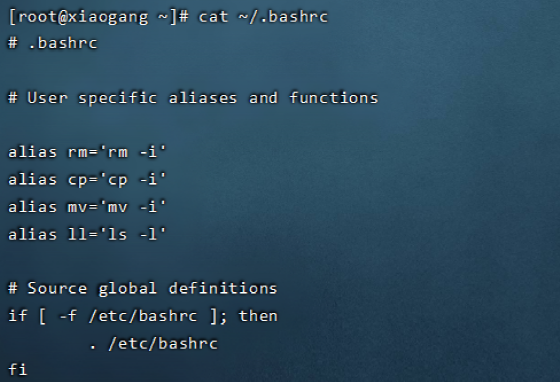 [root@xiaogang ~]# cat ~/.bashrc
# .bashrc

# User specific aliases and functions

alias rm='rm -i'
alias cp='cp -i'
alias mv='mv -i'
alias ll='ls -l'

# Source global definitions
if [ -f /etc/bashrc ]; then
        . /etc/bashrc
fi